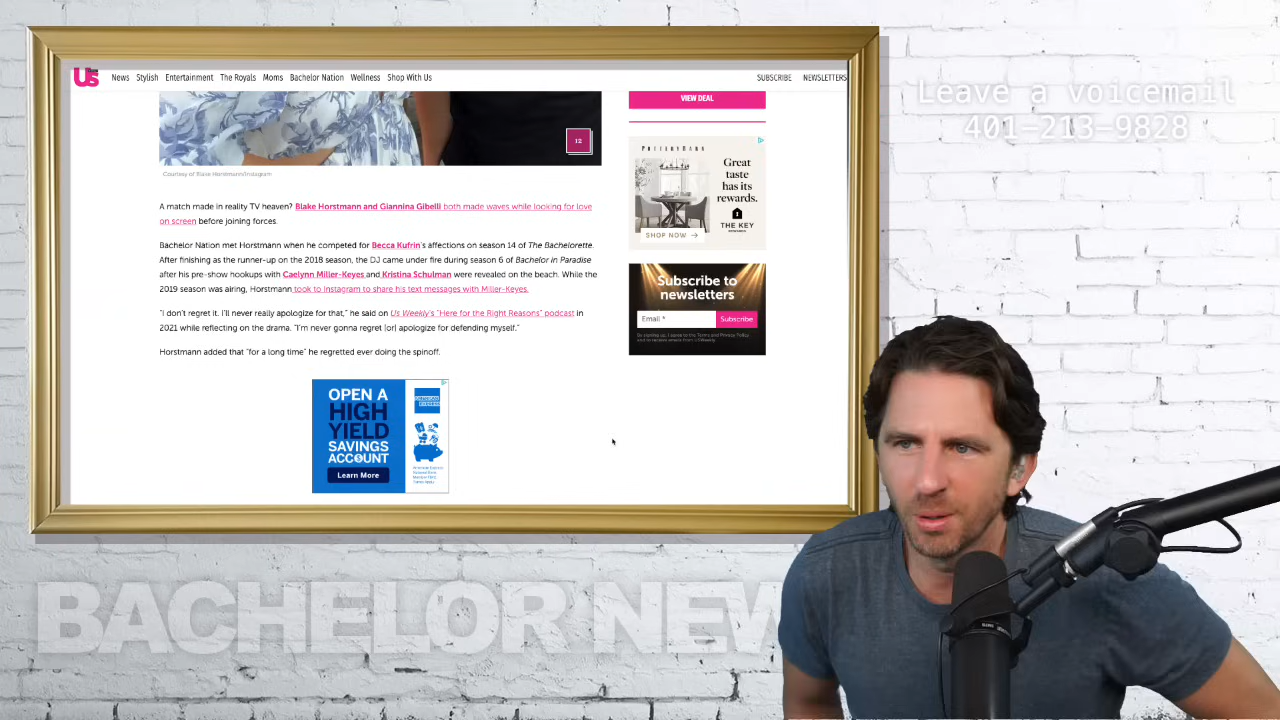 Us
News Stylish Entertainment The Royals Moms Bachelor Nation Wellness Shop With Us
SUBSCRIBE NEWSLETTERS
Leave a voicemail
401-213-9828
VIEW DEAL
12
Courtesy of Blake Horstmann/Instagram
POTTERY BARN
Great
taste
has its
rewards.
THE KEY
REWARDS
SHOP NOW →
A match made in reality TV heaven? Blake Horstmann and Giannina Gibelli both made waves while looking for love
on screen before joining forces.
Bachelor Nation met Horstmann when he competed for Becca Kufrin's affections on season 14 of The Bachelorette.
After finishing as the runner-up on the 2018 season, the DJ came under fire during season 6 of Bachelor in Paradise
after his pre-show hookups with Caelynn Miller-Keyes and Kristina Schulman were revealed on the beach. While the
2019 season was airing, Horstmann took to Instagram to share his text messages with Miller-Keyes.
"I don't regret it. I'll never really apologize for that," he said on Us Weekly's "Here for the Right Reasons" podcast in
2021 while reflecting on the drama. "I'm never gonna regret [or] apologize for defending myself."
Horstmann added that "for a long time" he regretted ever doing the spinoff.
Subscribe to
newsletters
Email *
Subscribe
OPEN A
HIGH
YIELD
SAVINGS
ACCOUNT
Learn More
BACHELOR NEW